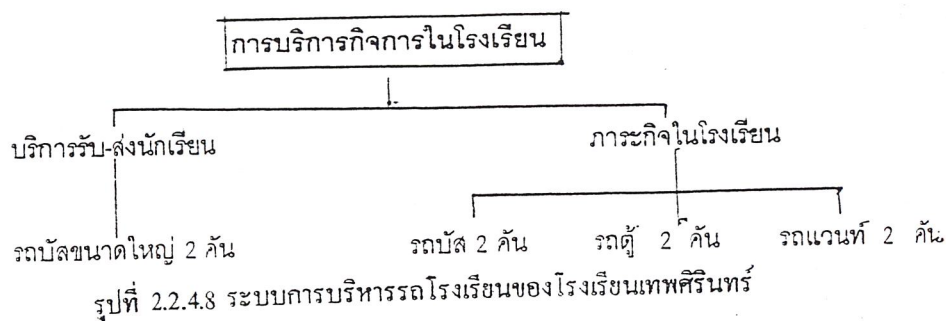 การบริการกิจการในโรงเรียน
บริการรับ-ส่งนักเรียน ภาระกิจในโรงเรียน
รถบัสขนาดใหญ่ 2 คัน รถบัส 2 คัน รถตู้ 2 คัน รถแวนท์ 2 คัน
รูปที่ 2.2.4.8 ระบบการบริหารรถโรงเรียนของโรงเรียนเทพศิรินทร์